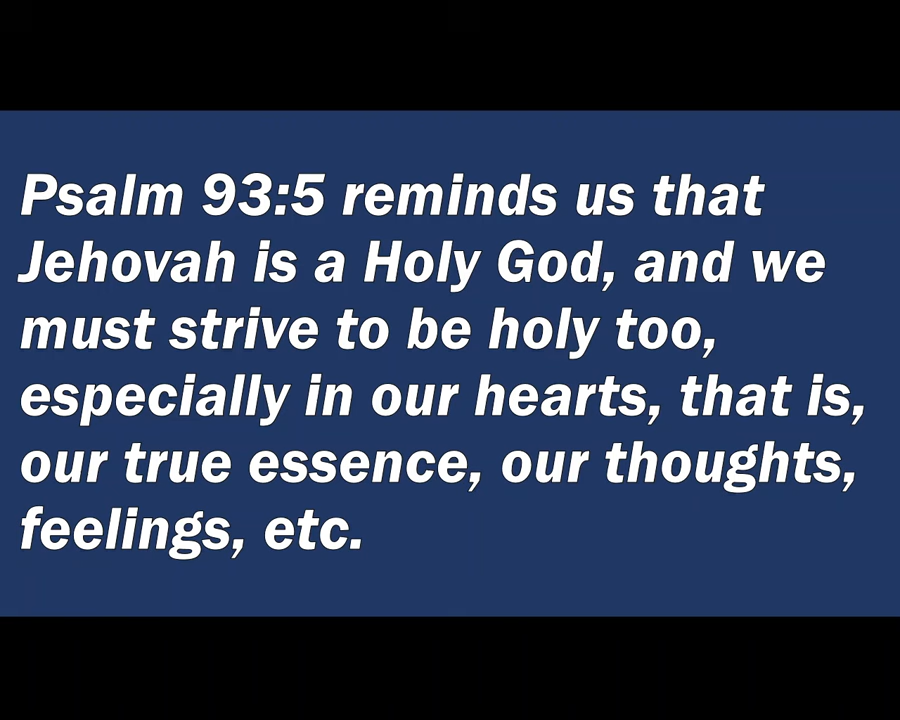 Psalm 93:5 reminds us that
Jehovah is a Holy God, and we
must strive to be holy too,
especially in our hearts, that is,
our true essence, our thoughts,
feelings, etc.